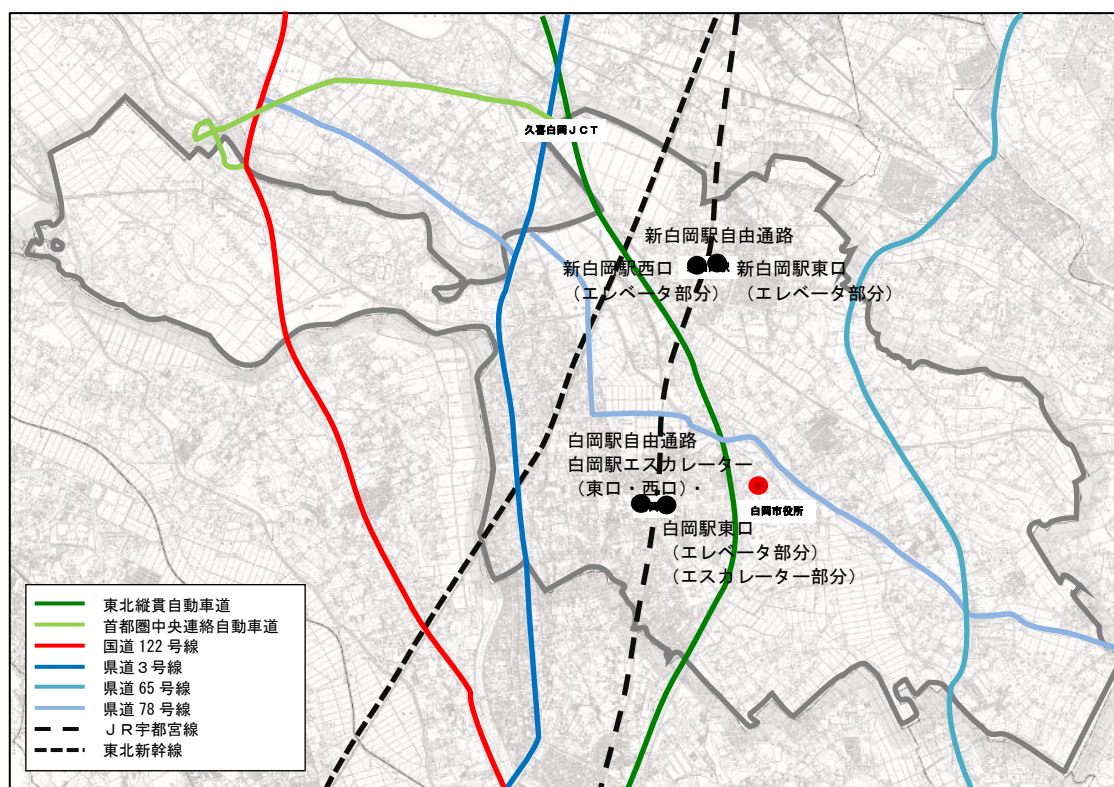 久喜白岡ＪＣＴ
新白岡駅自由通路
新白岡駅西口
（エレベータ部分）
新白岡駅東口
（エレベータ部分）
白岡駅自由通路
白岡駅エスカレーター
（東口・西口）・
白岡市役所
白岡駅東口
（エレベータ部分）
（エスカレーター部分）
東北縦貫自動車道
首都圏中央連絡自動車道
国道 122 号線
県道３号線
県道 65 号線
県道 78 号線
ＪＲ宇都宮線
東北新幹線